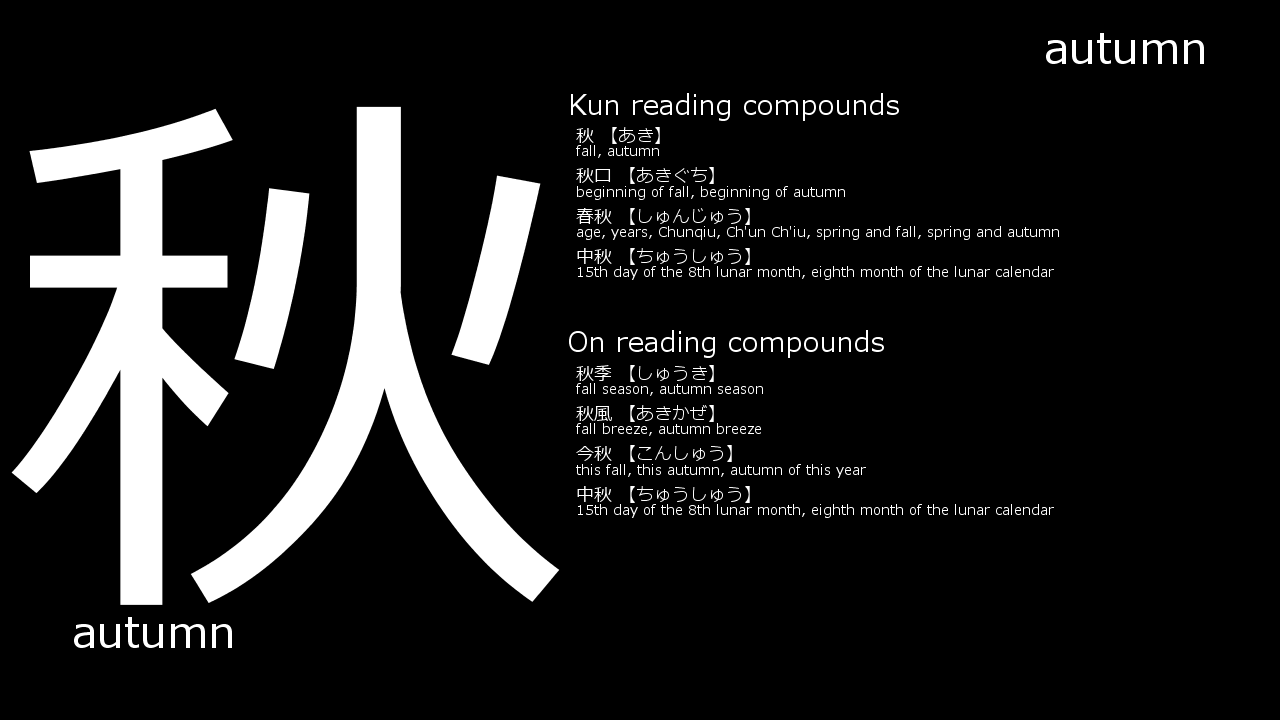 autumn
秋
autumn
Kun reading compounds
秋 【あき】
fall, autumn
秋口 【あきぐち】
beginning of fall, beginning of autumn
春秋 【しゅんじゅう】
age, years, Chunqiu, Ch'un Ch'iu, spring and fall, spring and autumn
中秋 【ちゅうしゅう】
15th day of the 8th lunar month, eighth month of the lunar calendar
On reading compounds
秋季 【しゅうき】
fall season, autumn season
秋風 【あきかぜ】
fall breeze, autumn breeze
今秋 【こんしゅう】
this fall, this autumn, autumn of this year
中秋 【ちゅうしゅう】
15th day of the 8th lunar month, eighth month of the lunar calendar